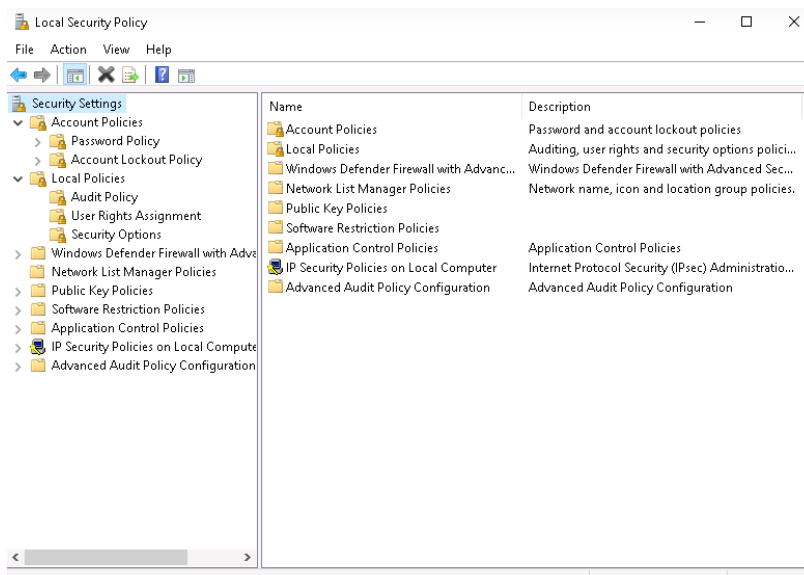 Local Security Policy
File Action View Help
Security Settings
Account Policies
Password Policy
Account Lockout Policy
Local Policies
Audit Policy
User Rights Assignment
Security Options
Windows Defender Firewall with Adva
Network List Manager Policies
Public Key Policies
Software Restriction Policies
Application Control Policies
IP Security Policies on Local Compute
Advanced Audit Policy Configuration
Name Description
Account Policies Password and account lockout policies
Local Policies Auditing, user rights and security options polici...
Windows Defender Firewall with Advanc... Windows Defender Firewall with Advanced Sec...
Network List Manager Policies Network name, icon and location group policies.
Public Key Policies
Software Restriction Policies
Application Control Policies Application Control Policies
IP Security Policies on Local Computer Internet Protocol Security (IPsec) Administratio...
Advanced Audit Policy Configuration Advanced Audit Policy Configuration